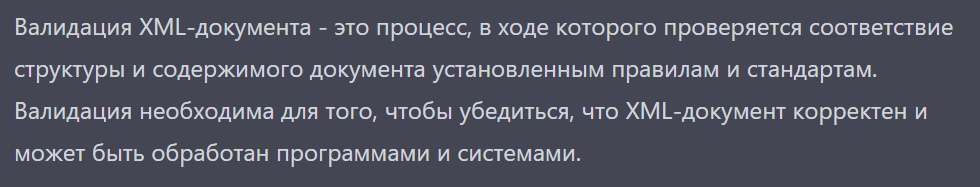 Валидация XML-документа - это процесс, в ходе которого проверяется соответствие
структуры и содержимого документа установленным правилам и стандартам.
Валидация необходима для того, чтобы убедиться, что XML-документ корректен и
может быть обработан программами и системами.